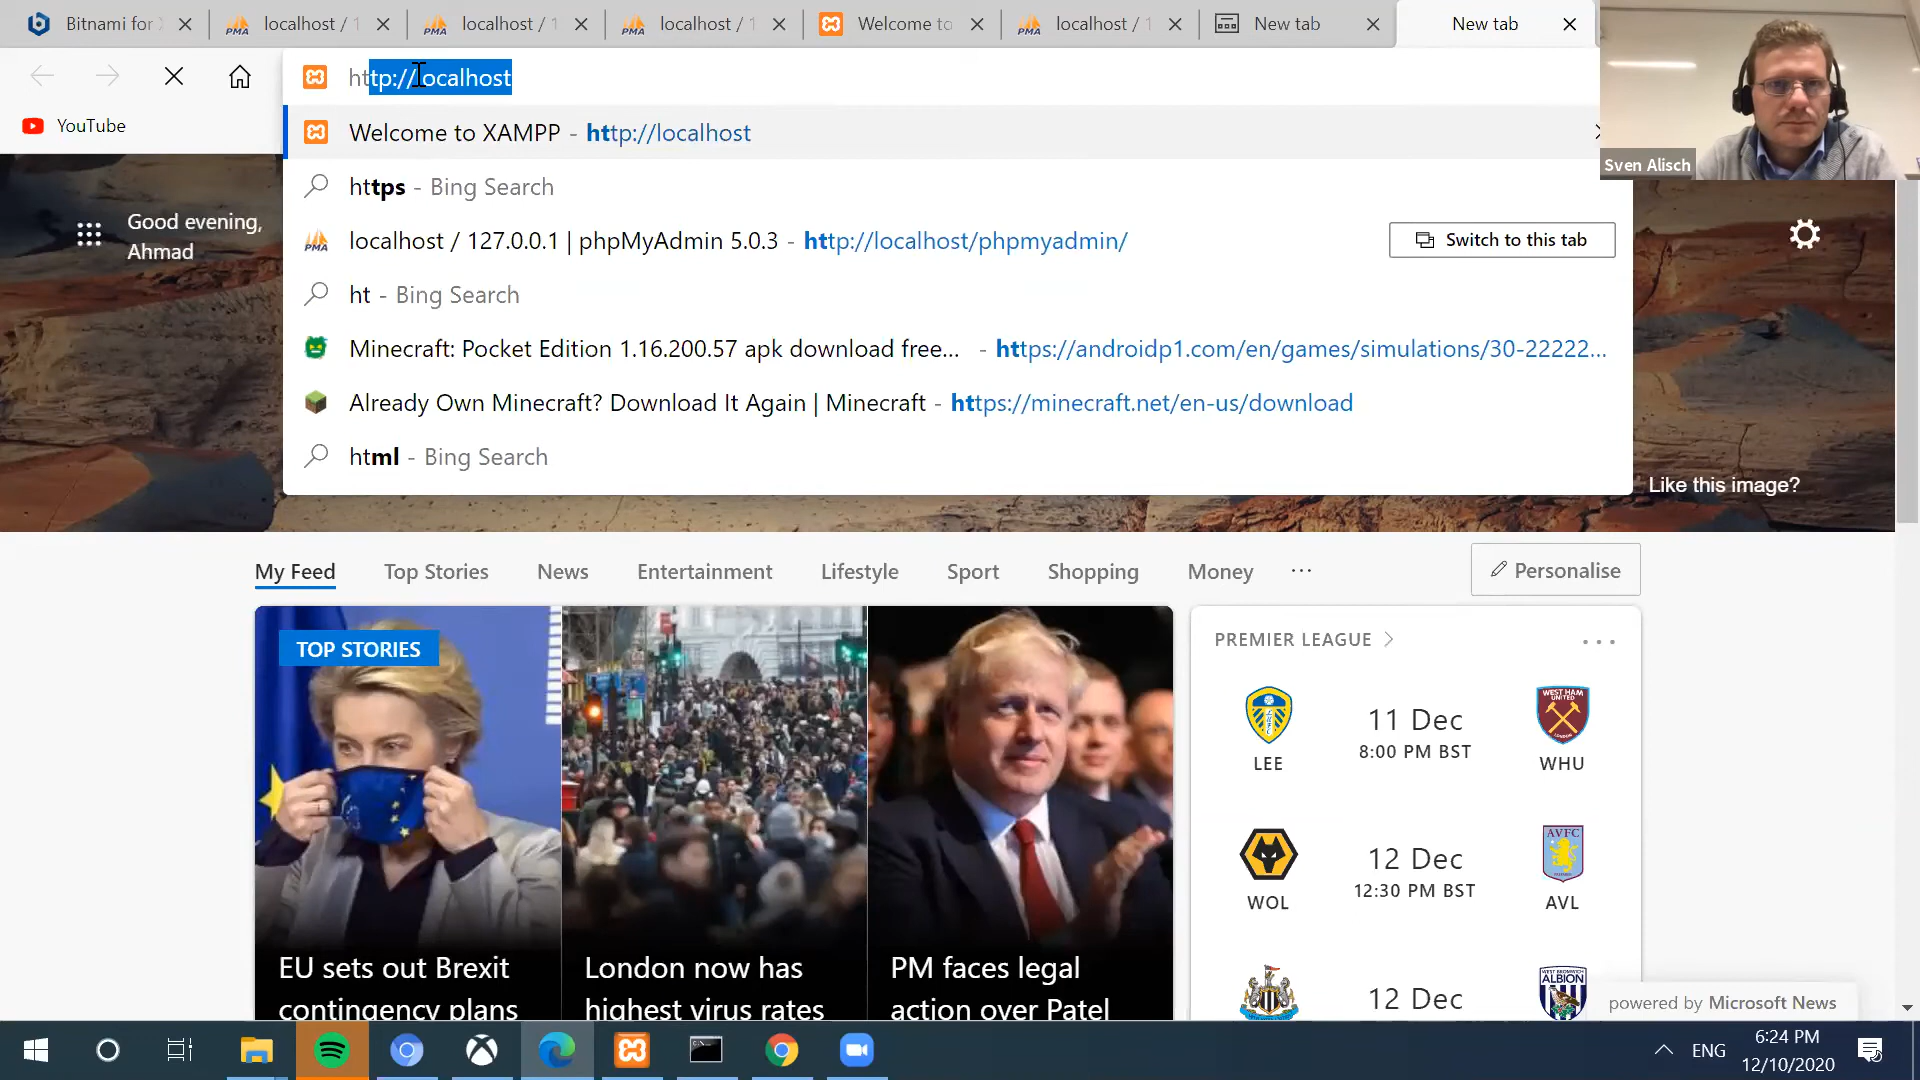 Bitnami for X
localhost / 1
localhost / 1
localhost / 1
Welcome to
localhost / 1
New tab
New tab
http://localhost
YouTube
Welcome to XAMPP - http://localhost
https - Bing Search
localhost / 127.0.0.1 | phpMyAdmin 5.0.3 - http://localhost/phpmyadmin/
Switch to this tab
ht - Bing Search
Minecraft: Pocket Edition 1.16.200.57 apk download free... - https://androidp1.com/en/games/simulations/30-22222...
Already Own Minecraft? Download It Again | Minecraft - https://minecraft.net/en-us/download
html - Bing Search
Sven Alisch
Good evening,
Ahmad
Like this image?
My Feed
Top Stories
News
Entertainment
Lifestyle
Sport
Shopping
Money
...
Personalise
TOP STORIES
EU sets out Brexit
contingency plans
London now has
highest virus rates
PM faces legal
action over Patel
PREMIER LEAGUE
11 Dec
8:00 PM BST
LEE
WHU
12 Dec
12:30 PM BST
WOL
AVL
12 Dec
powered by Microsoft News
ENG
6:24 PM
12/10/2020